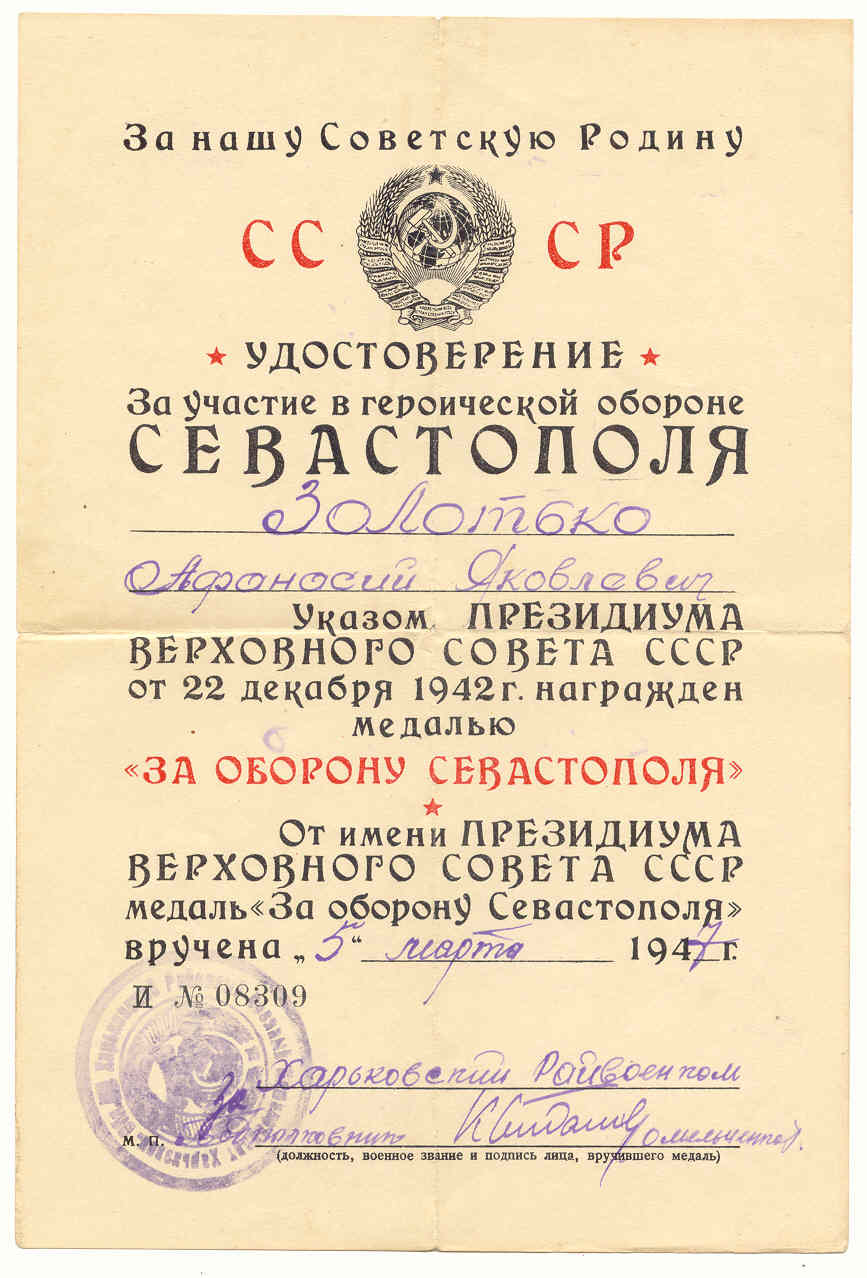 За нашу Советскую Родину
СС СР
УДОСТОВЕРЕНИЕ
За участие в героической обороне
СЕВАСТОПОЛЯ
Золотько
Афанасий Яковлевич
Указом ПРЕЗИДИУМА
ВЕРХОВНОГО СОВЕТА СССР
от 22 декабря 1942 г. награжден
медалью
«ЗА ОБОРОНУ СЕВАСТОПОЛЯ»
От имени ПРЕЗИДИУМА
ВЕРХОВНОГО СОВЕТА СССР
медаль «За оборону Севастополя»
вручена „5“ марта 1947 г.
И № 08309
Харьковский Райвоенком
за
М. П. Подполковник
(должность, военное звание и подпись лица, вручившего медаль)